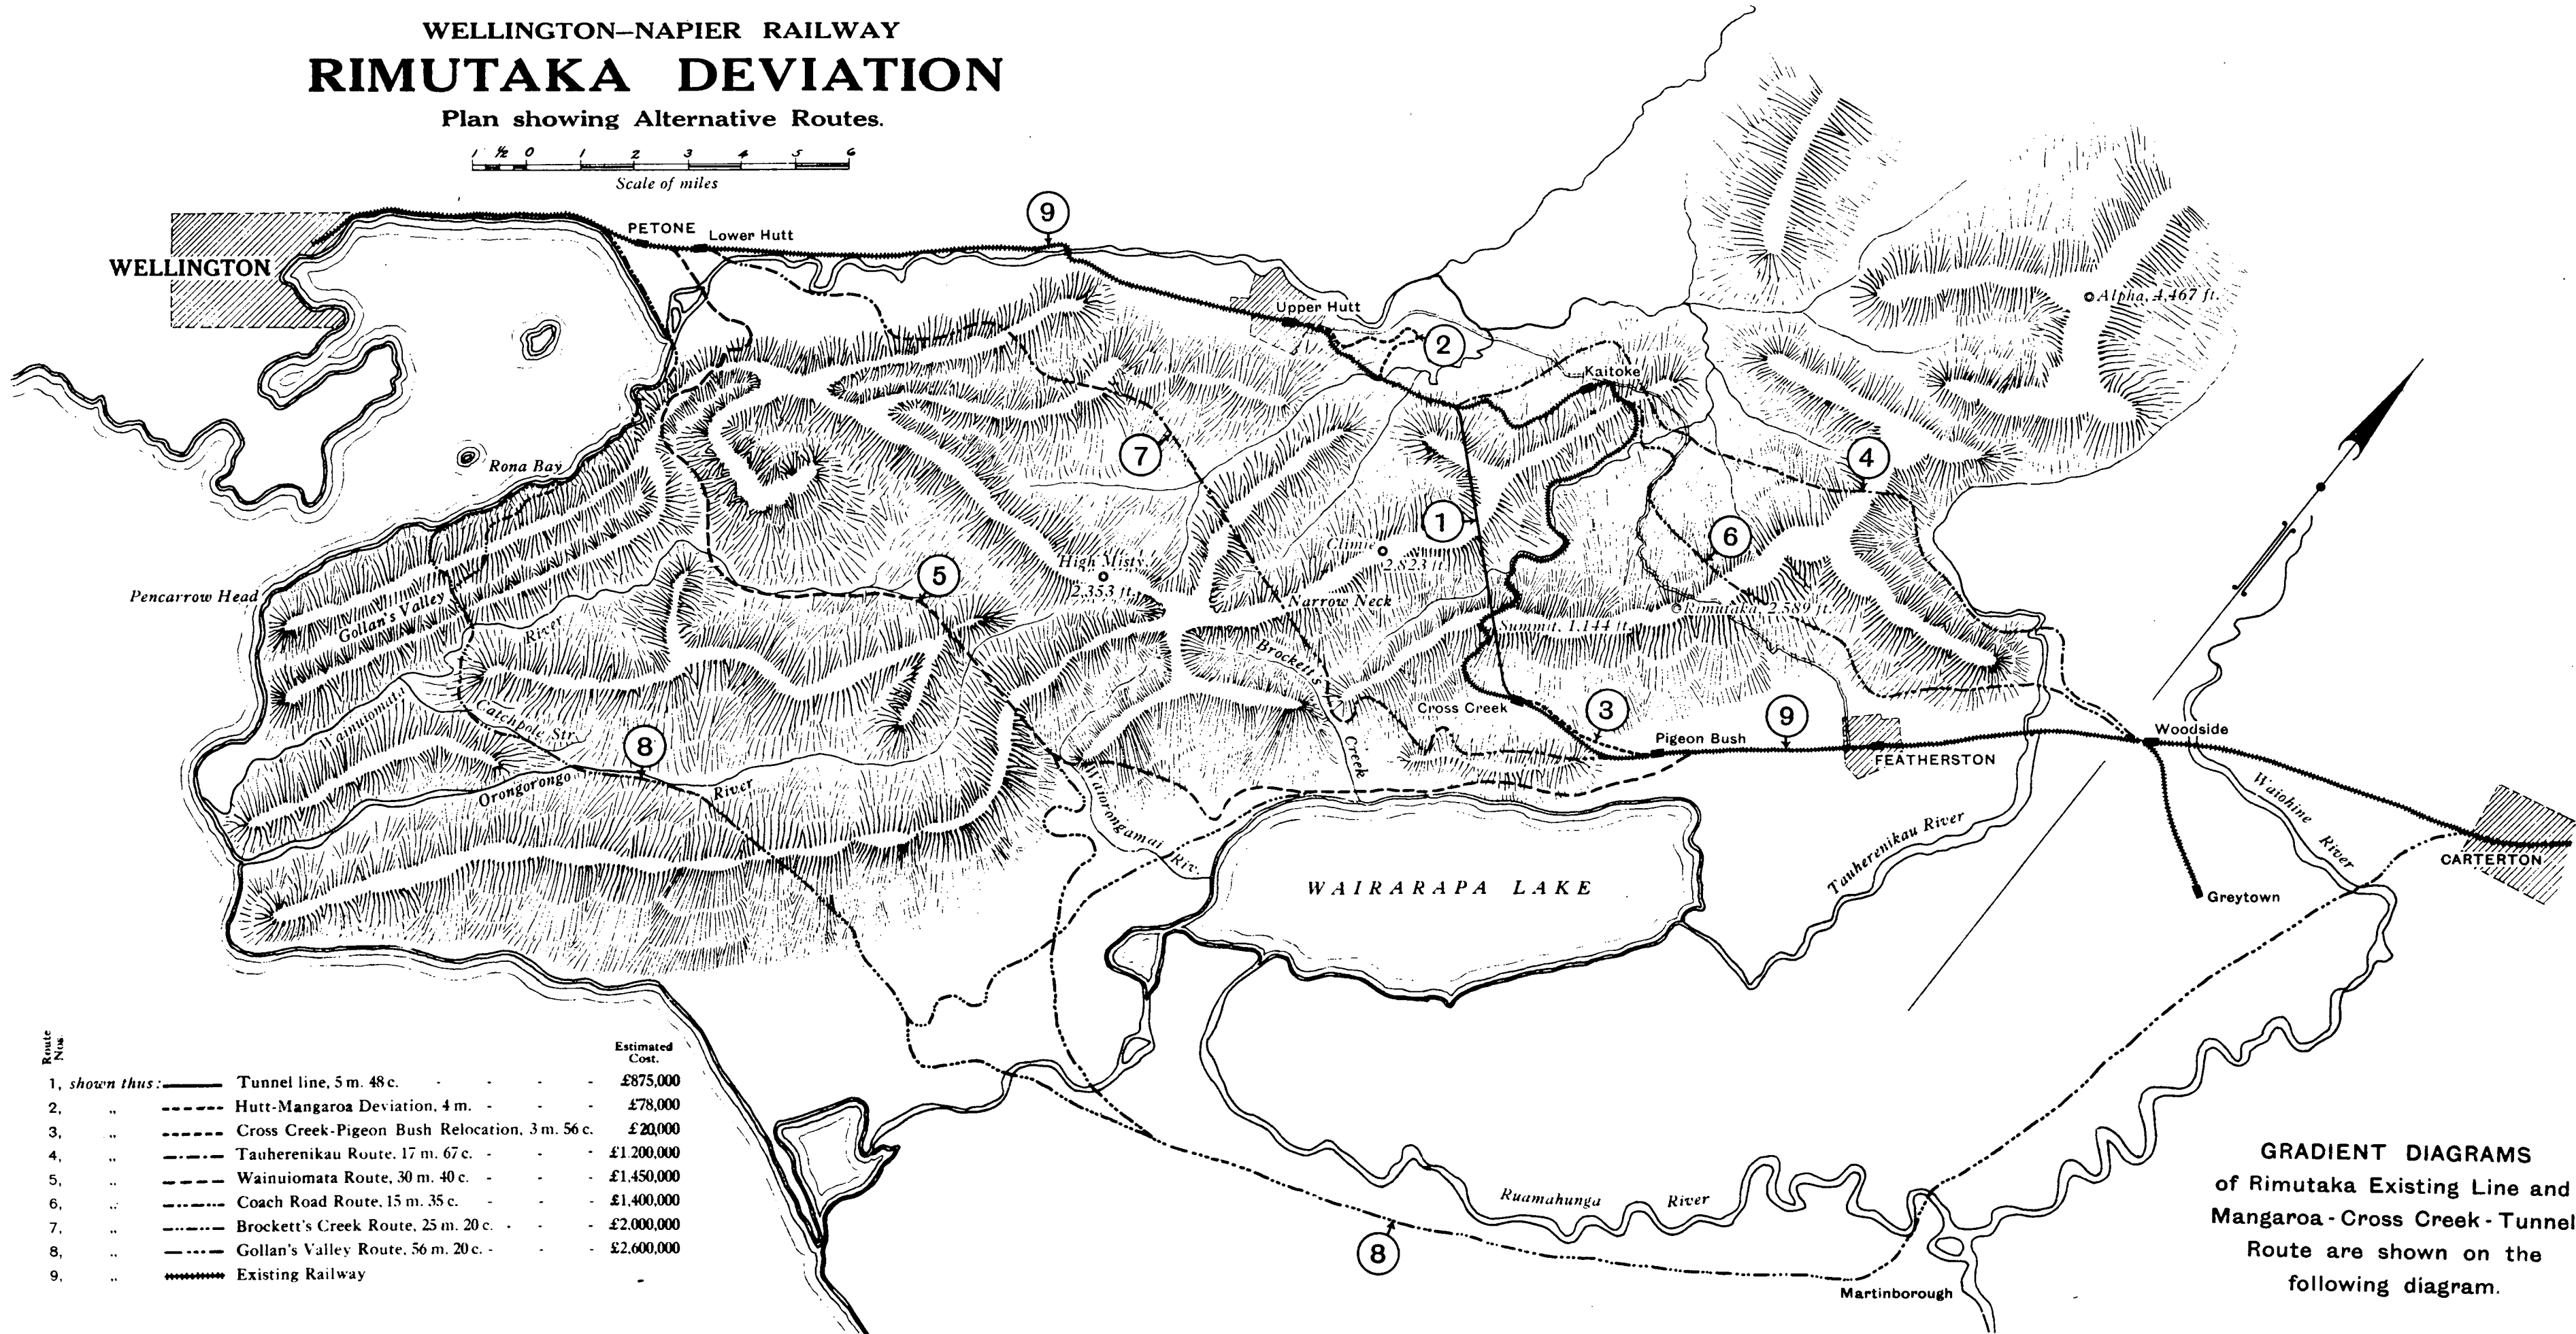 WELLINGTON–NAPIER RAILWAY
RIMUTAKA DEVIATION
Plan showing Alternative Routes.
1 ½ 0 1 2 3 4 5 6
Scale of miles
9
PETONE
Lower Hutt
WELLINGTON
Upper Hutt
Alpha, 4,467 ft.
2
Kaitoke
7
4
Rona Bay
1
6
Climie
2,823 ft.
High Misty
2,353 ft.
5
Pencarrow Head
Gollan's Valley
Narrow Neck
Rimutaka, 2,589 ft.
River
Summit, 1,144 ft.
Brockett's
Creek
Wainuiomata
Catchpole Str.
Cross Creek
3
9
8
Pigeon Bush
Woodside
FEATHERSTON
Orongorongo
River
Waiorongamai Riv.
Waiohine River
Tauherenikau River
CARTERTON
WAIRARAPA LAKE
Greytown
Route Nos.
Estimated Cost.
1, shown thus: Tunnel line, 5 m. 48 c. - - - - £875,000
2, „ Hutt-Mangaroa Deviation, 4 m. - - - £78,000
3, „ Cross Creek-Pigeon Bush Relocation, 3 m. 56 c. £20,000
4, „ Tauherenikau Route, 17 m. 67 c. - - - £1,200,000
5, „ Wainuiomata Route, 30 m. 40 c. - - - £1,450,000
6, „ Coach Road Route, 15 m. 35 c. - - - £1,400,000
7, „ Brockett's Creek Route, 25 m. 20 c. - - - £2,000,000
8, „ Gollan's Valley Route, 56 m. 20 c. - - - £2,600,000
9, „ Existing Railway -
Ruamahunga River
8
Martinborough
GRADIENT DIAGRAMS
of Rimutaka Existing Line and
Mangaroa - Cross Creek - Tunnel
Route are shown on the
following diagram.